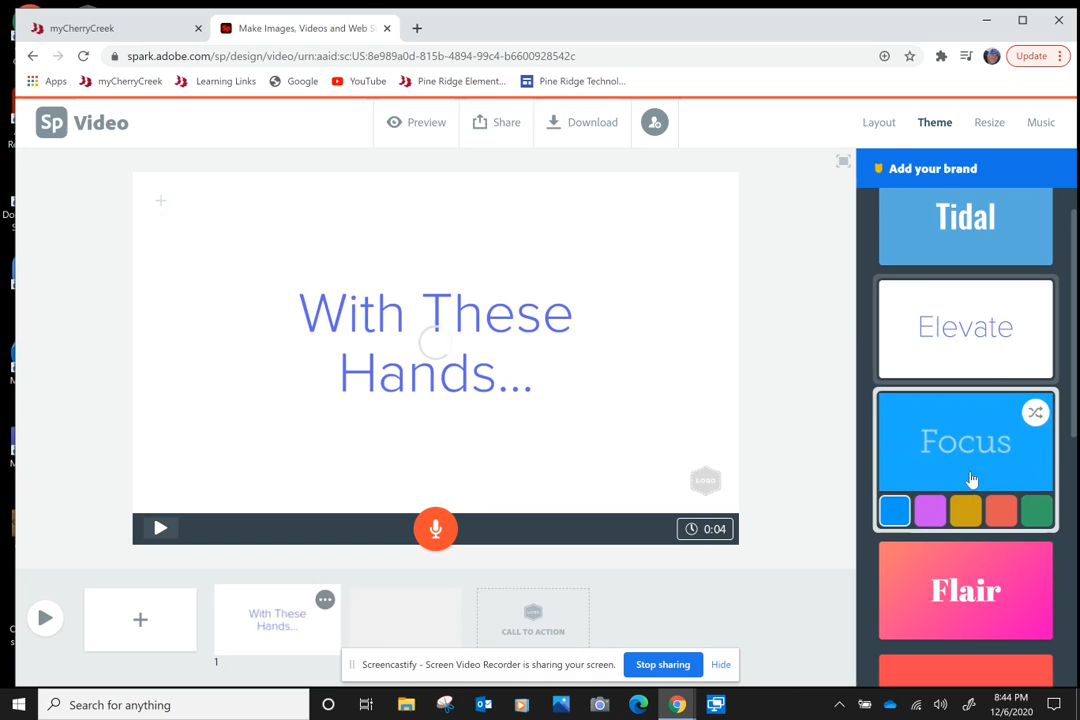 myCherryCreek
Sp
Make Images, Videos and Web S
spark.adobe.com/sp/design/video/urn:aaid:sc:US:8e989a0d-815b-4894-99c4-b6600928542c
Update
Apps
myCherryCreek
Learning Links
Google
YouTube
Pine Ridge Element...
Pine Ridge Technol...
Sp Video
Preview
Share
Download
Layout
Theme
Resize
Music
Add your brand
Tidal
With These
Hands...
Elevate
Focus
LOGO
0:04
Flair
With These
Hands...
1
LOGO
CALL TO ACTION
Screencastify - Screen Video Recorder is sharing your screen.
Stop sharing
Hide
Search for anything
8:44 PM
12/6/2020